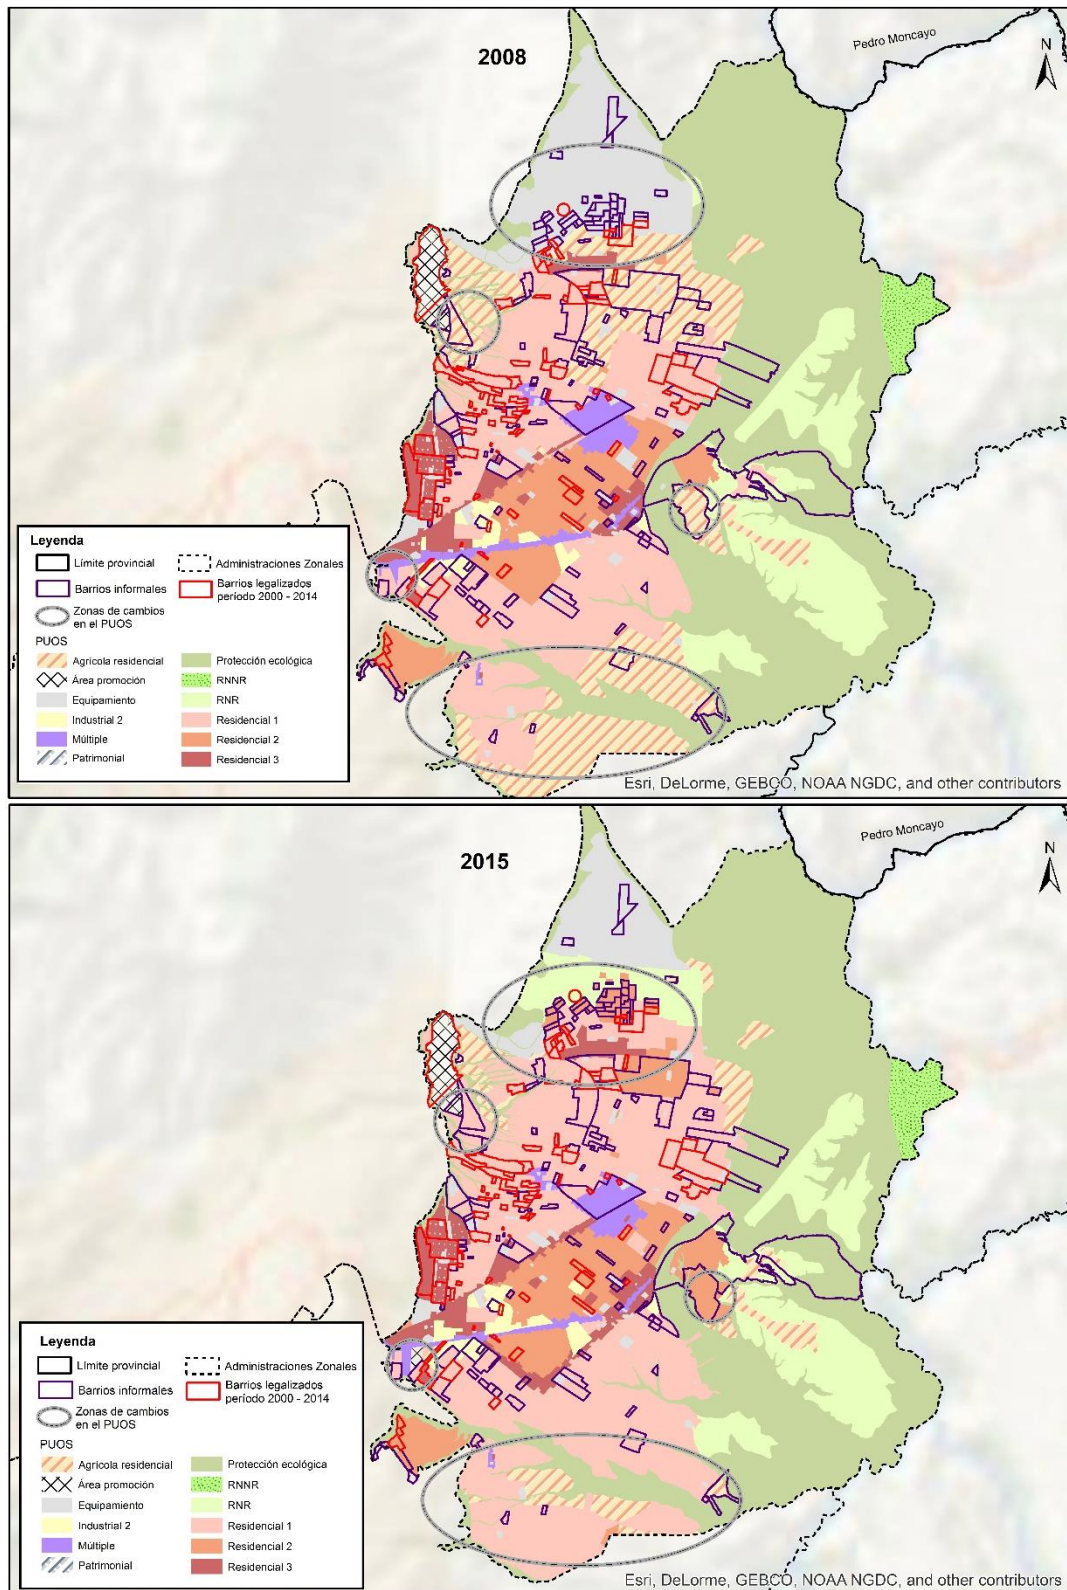 2008
Pedro Moncayo
N
Leyenda
Límite provincial
Administraciones Zonales
Barrios informales
Barrios legalizados
período 2000 - 2014
Zonas de cambios
en el PUOS
PUOS
Agrícola residencial
Protección ecológica
Área promoción
RNNR
Equipamiento
RNR
Industrial 2
Residencial 1
Múltiple
Residencial 2
Patrimonial
Residencial 3
Esri, DeLorme, GEBCO, NOAA NGDC, and other contributors
2015
Pedro Moncayo
N
Leyenda
Límite provincial
Administraciones Zonales
Barrios informales
Barrios legalizados
período 2000 - 2014
Zonas de cambios
en el PUOS
PUOS
Agrícola residencial
Protección ecológica
Área promoción
RNNR
Equipamiento
RNR
Industrial 2
Residencial 1
Múltiple
Residencial 2
Patrimonial
Residencial 3
Esri, DeLorme, GEBCO, NOAA NGDC, and other contributors